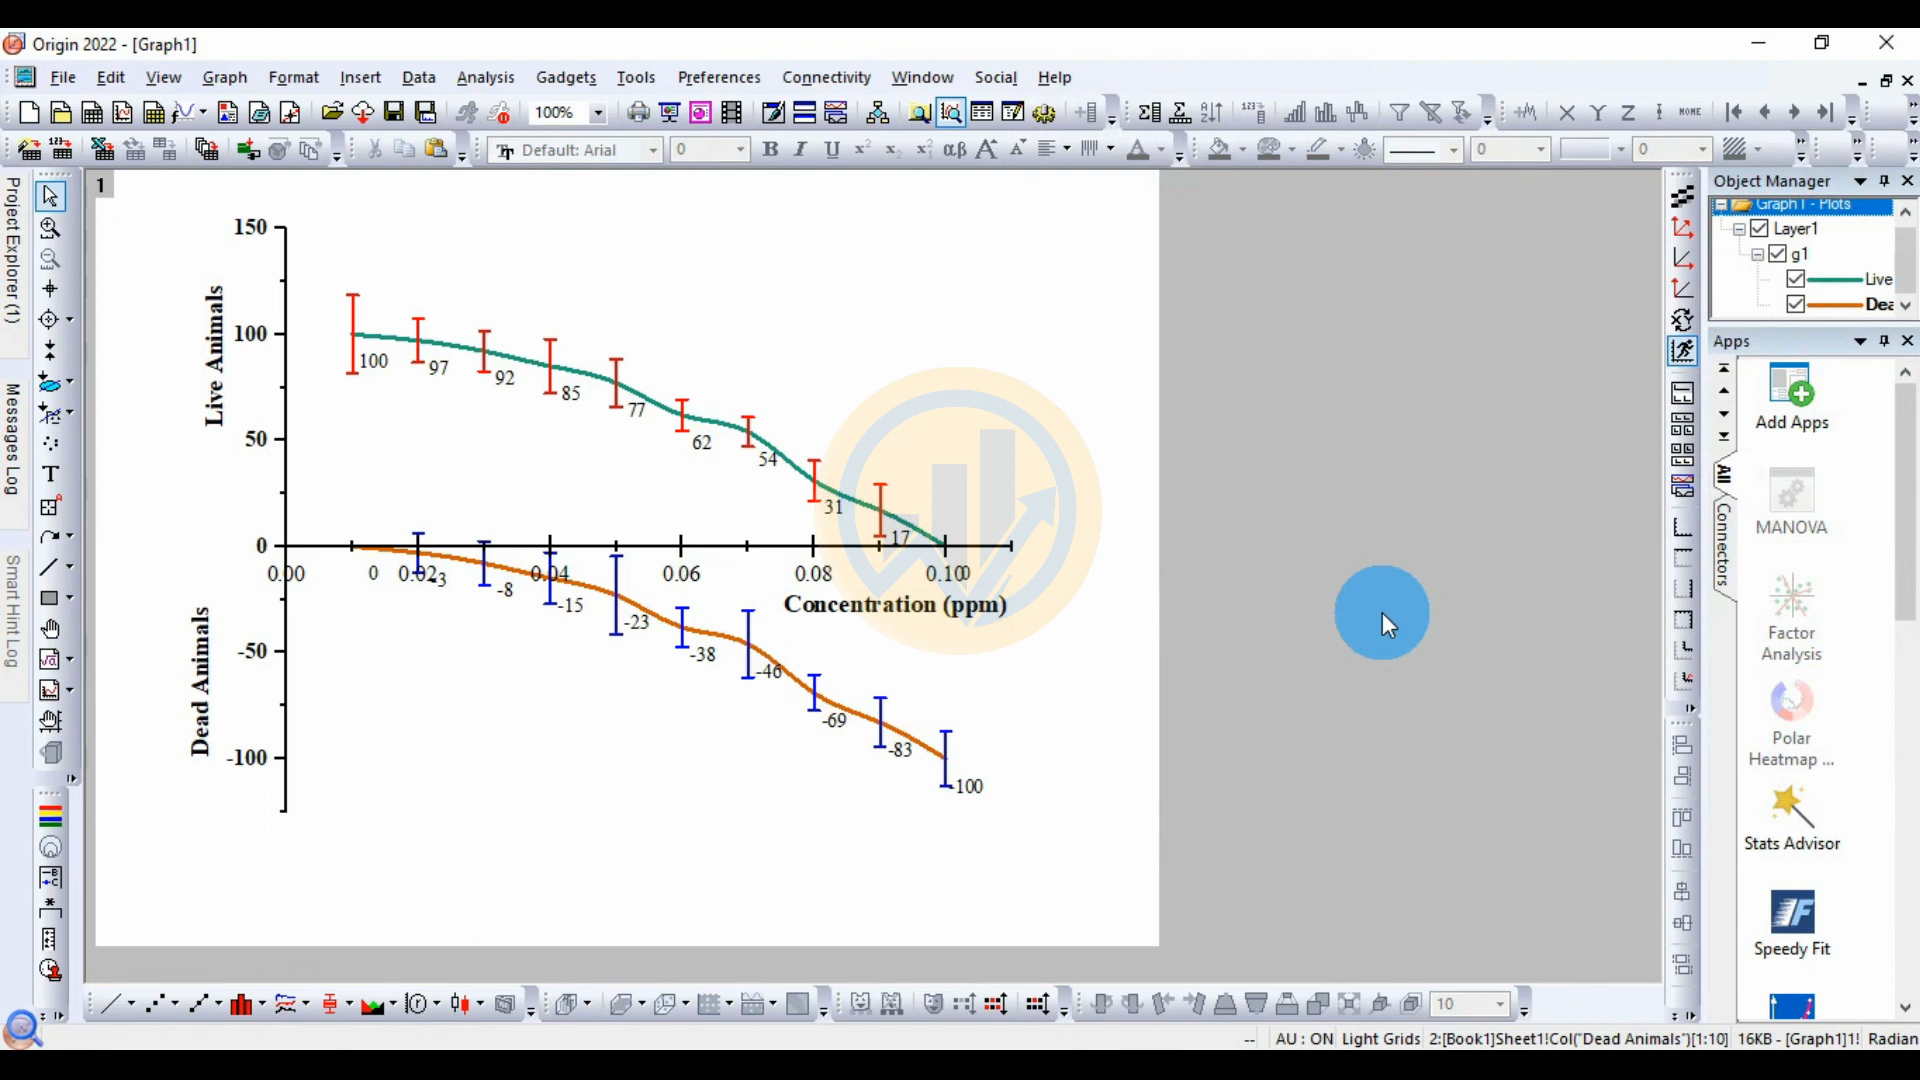 Origin 2022 - [Graph1]
File Edit View Graph Format Insert Data Analysis Gadgets Tools Preferences Connectivity Window Social Help
100%
HOME
Default: Arial 0 B I U αβ A 0 0
Project Explorer (1)
Messages Log
Smart Hint Log
1
150
100
50
0
-50
-100
Live Animals
Dead Animals
100
97
92
85
77
62
54
31
17
0.00 0.02 0.04 0.06 0.08 0.10
Concentration (ppm)
0
-3
-8
-15
-23
-38
-46
-69
-83
-100
Object Manager
Graph1 - Plots
Layer1
g1
Live
Dea
Apps
All
Connectors
Add Apps
MANOVA
Factor
Analysis
Polar
Heatmap ...
Stats Advisor
Speedy Fit
10
-- AU : ON Light Grids 2:[Book1]Sheet1!Col("Dead Animals")[1:10] 16KB - [Graph1]1! Radian